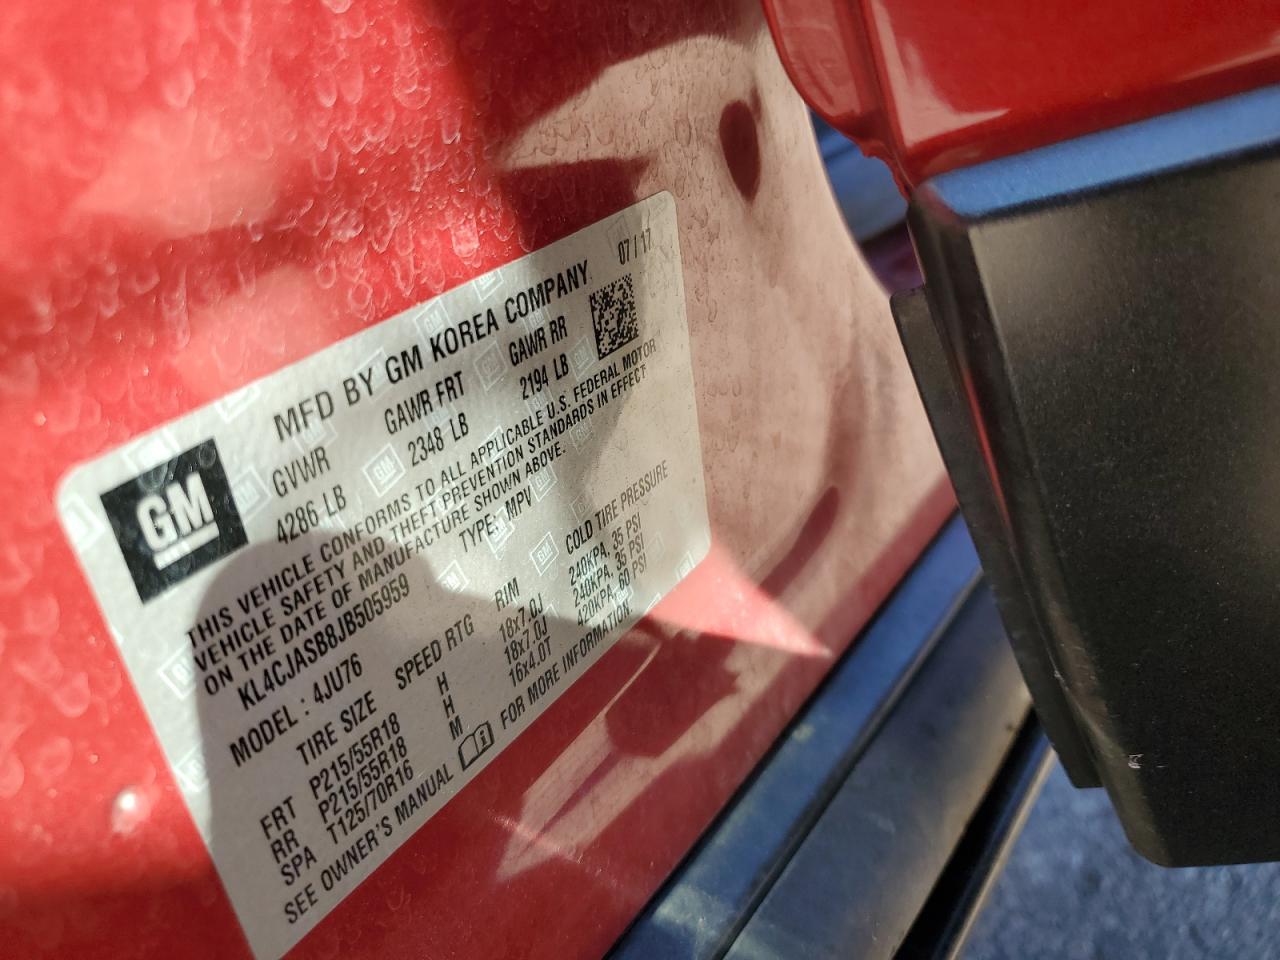 MFD BY GM KOREA COMPANY 07/17
GM
GVWR GAWR FRT GAWR RR
4286 LB 2348 LB 2194 LB
THIS VEHICLE CONFORMS TO ALL APPLICABLE U.S. FEDERAL MOTOR
VEHICLE SAFETY AND THEFT PREVENTION STANDARDS IN EFFECT
ON THE DATE OF MANUFACTURE SHOWN ABOVE.
KL4CJASB8JB505959 TYPE: MPV
MODEL : 4JU76
TIRE SIZE SPEED RTG RIM COLD TIRE PRESSURE
FRT P215/55R18 H 18x7.0J 240KPA, 35 PSI
RR P215/55R18 H 18x7.0J 240KPA, 35 PSI
SPA T125/70R16 M 16x4.0T 420KPA, 60 PSI
SEE OWNER'S MANUAL FOR MORE INFORMATION